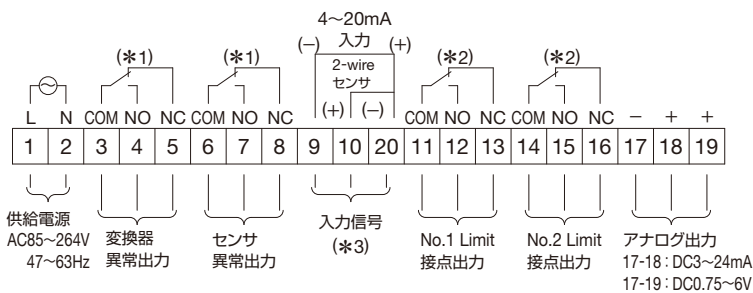 4〜20mA
(✻1) (✻1) (−) 入力 (+) (✻2) (✻2)
2-wire
センサ
(+) (−)
L N COM NO NC COM NO NC COM NO NC COM NO NC − + +
1 2 3 4 5 6 7 8 9 10 20 11 12 13 14 15 16 17 18 19
供給電源
AC85〜264V
47〜63Hz
変換器
異常出力
センサ
異常出力
入力信号
(✻3)
No.1 Limit
接点出力
No.2 Limit
接点出力
アナログ出力
17-18：DC3〜24mA
17-19：DC0.75〜6V